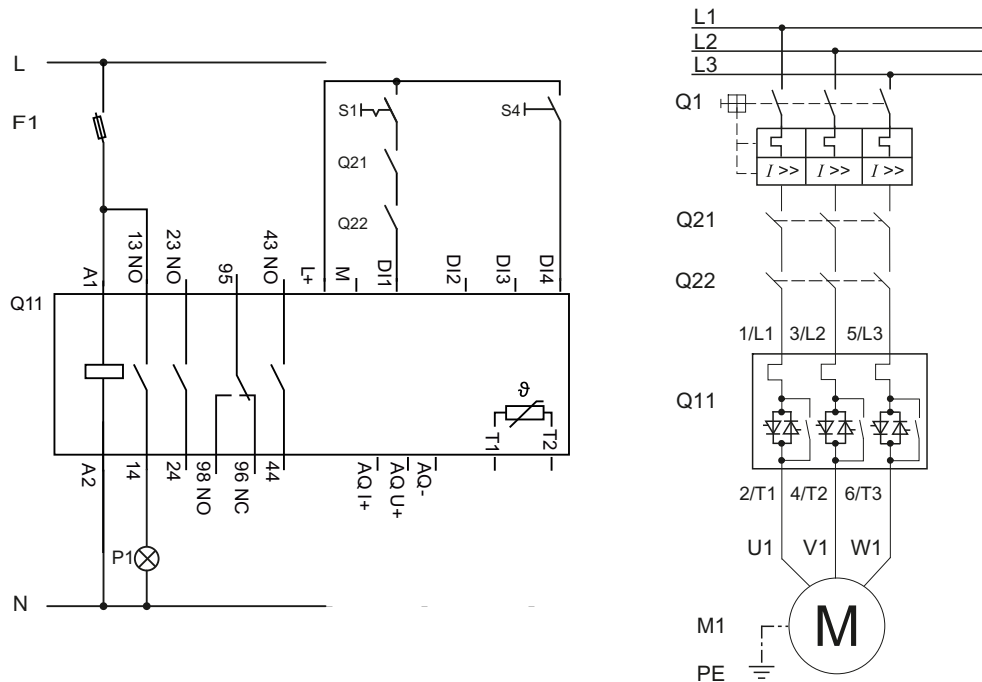 L
F1
S1
S4
Q21
Q22
A1
13 NO
23 NO
95
43 NO
L+
M
DI1
DI2
DI3
DI4
Q11
ϑ
T1
T2
A2
14
24
98 NO
96 NC
44
AQ I+
AQ U+
AQ-
P1
N
L1
L2
L3
Q1
I >> I >> I >>
Q21
Q22
1/L1 3/L2 5/L3
Q11
2/T1 4/T2 6/T3
U1 V1 W1
M1
M
PE